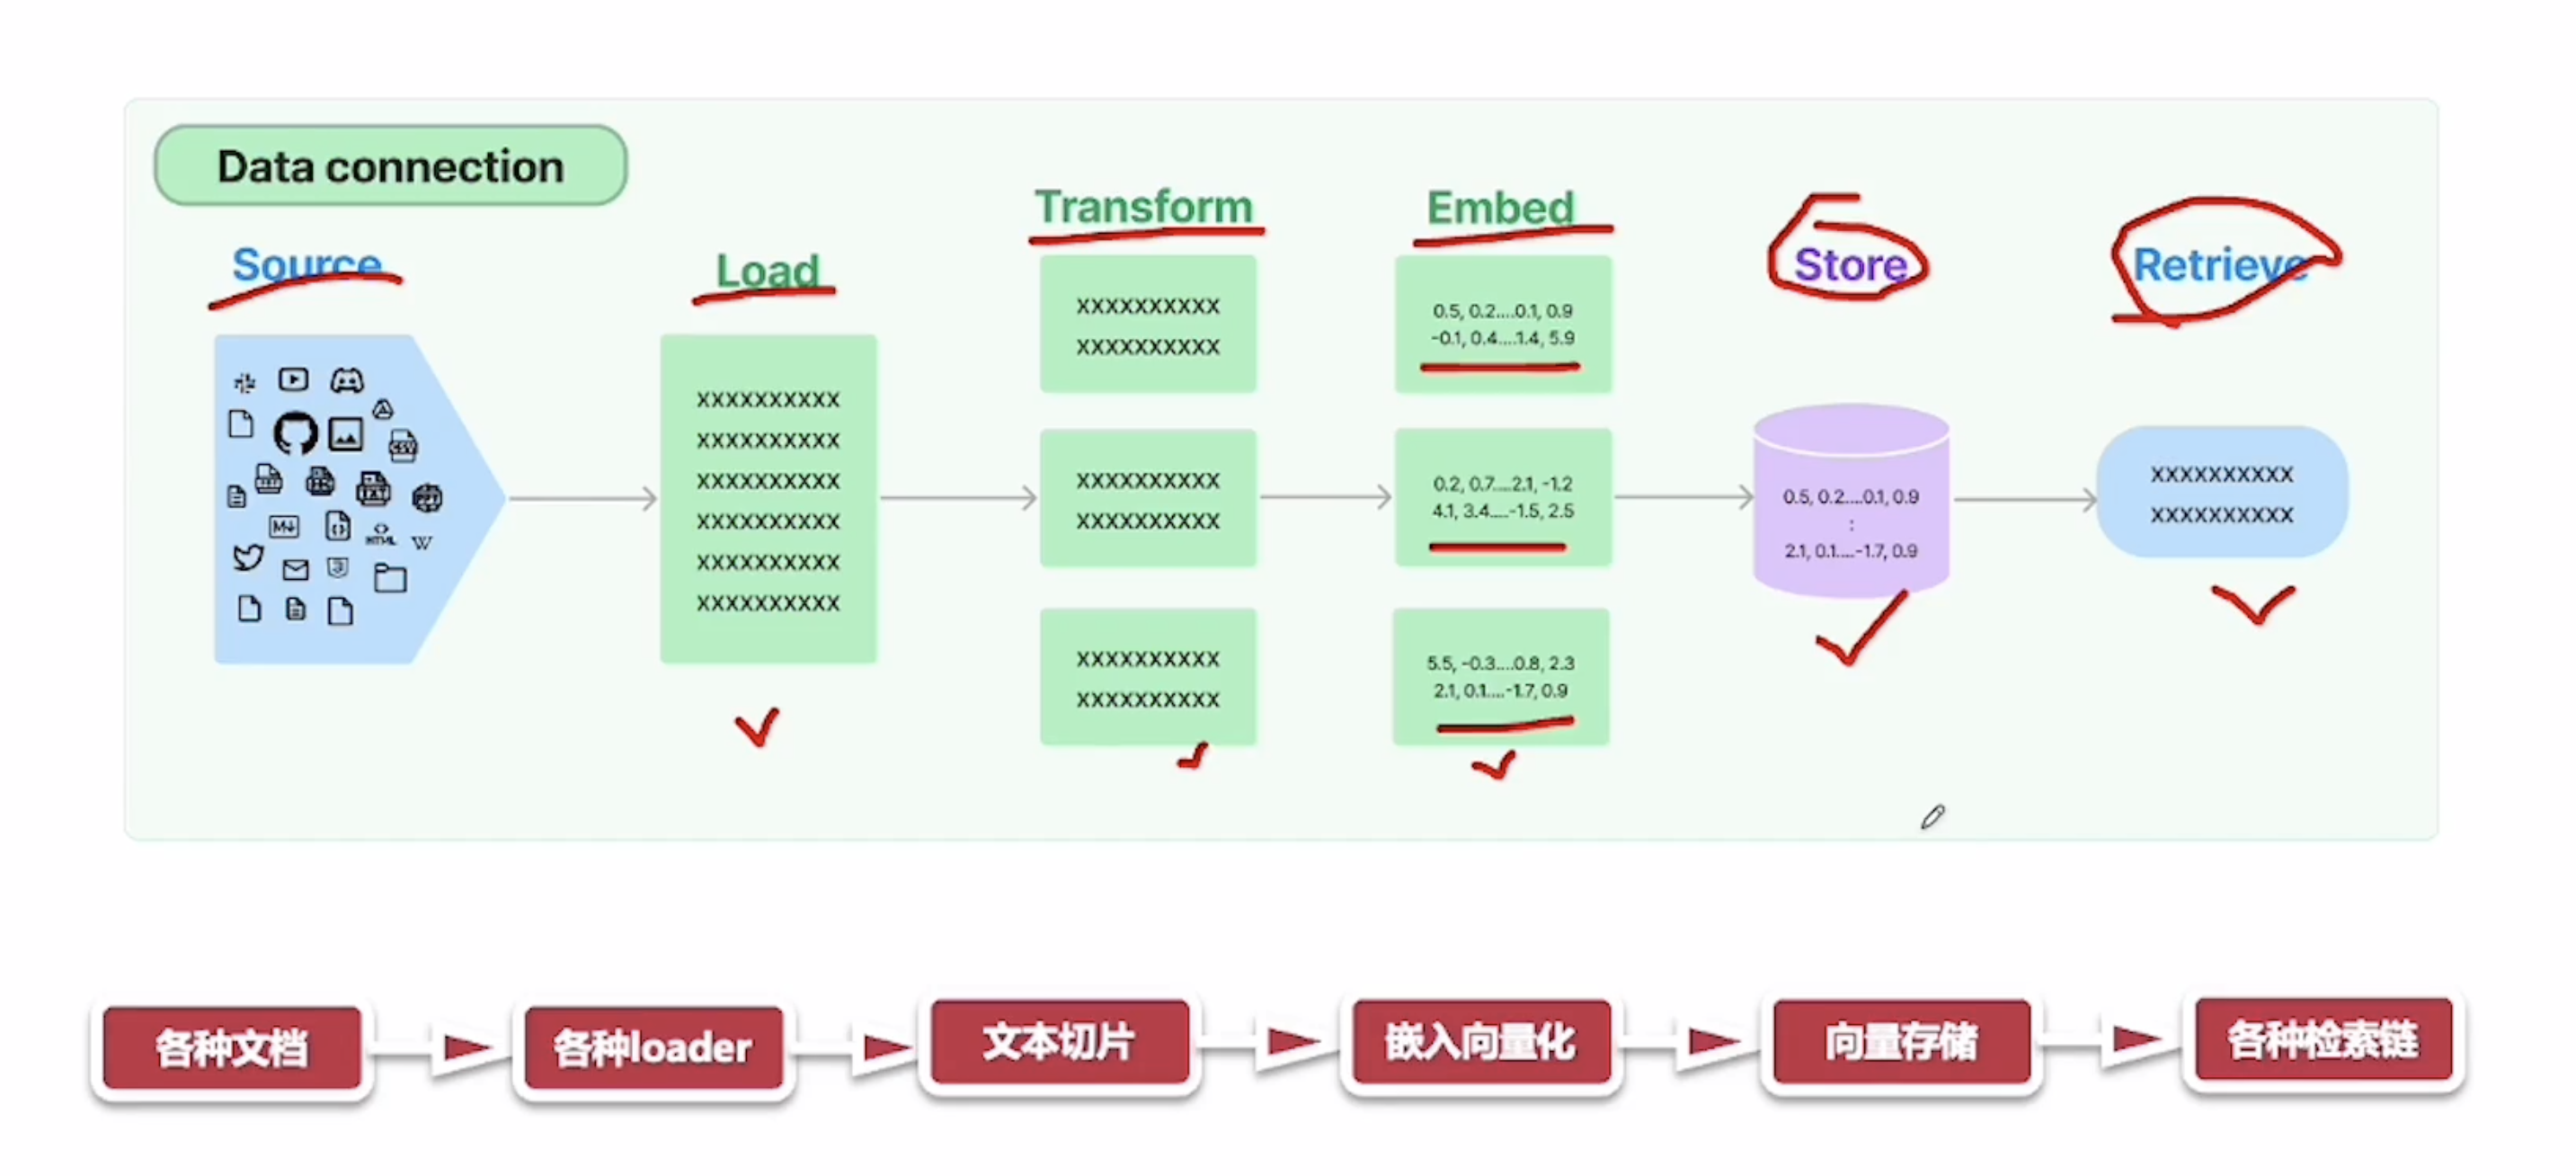 Data connection
Source
Load
Transform
Embed
Store
Retrieve
XXXXXXXXXX
XXXXXXXXXX
XXXXXXXXXX
XXXXXXXXXX
XXXXXXXXXX
XXXXXXXXXX
XXXXXXXXXX
XXXXXXXXXX
XXXXXXXXXX
XXXXXXXXXX
XXXXXXXXXX
XXXXXXXXXX
0.5, 0.2....0.1, 0.9
-0.1, 0.4....1.4, 5.9
0.2, 0.7....2.1, -1.2
4.1, 3.4....-1.5, 2.5
5.5, -0.3....0.8, 2.3
2.1, 0.1....-1.7, 0.9
0.5, 0.2....0.1, 0.9
:
2.1, 0.1....-1.7, 0.9
XXXXXXXXXX
XXXXXXXXXX
CSV
TXT
PPT
M
HTML
W
各种文档
各种loader
文本切片
嵌入向量化
向量存储
各种检索链